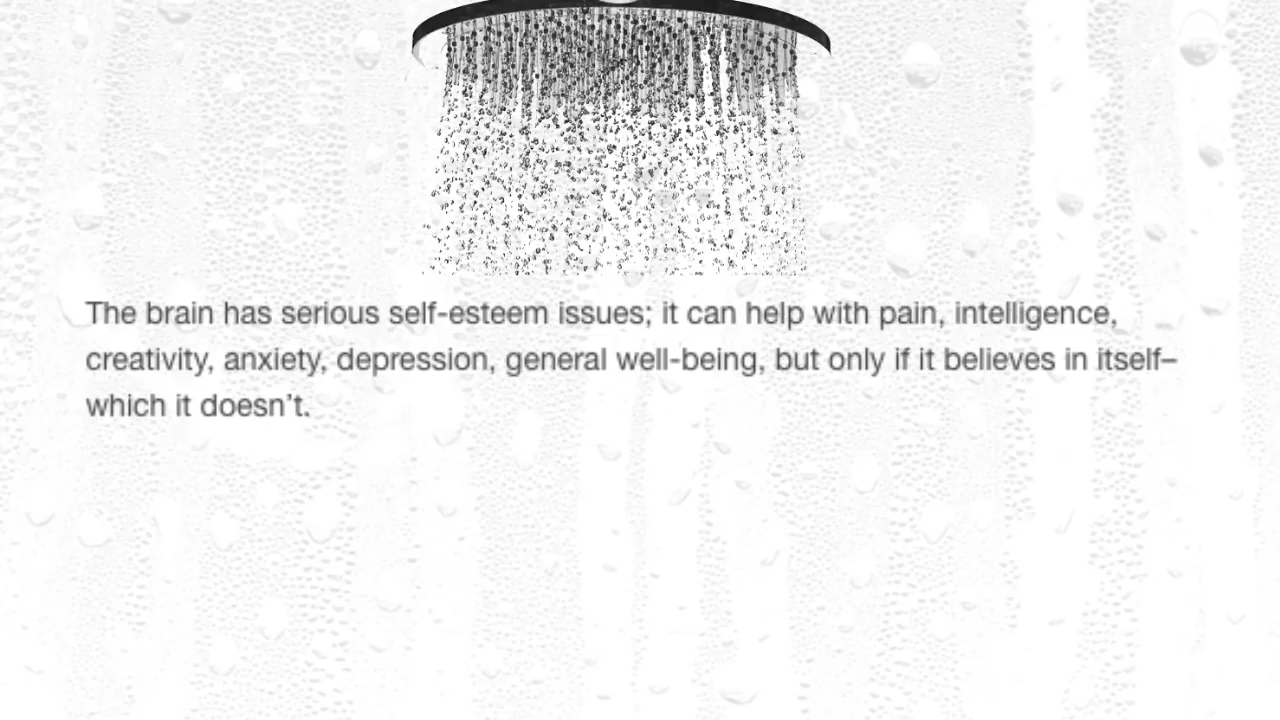 The brain has serious self-esteem issues; it can help with pain, intelligence,
creativity, anxiety, depression, general well-being, but only if it believes in itself–
which it doesn’t.